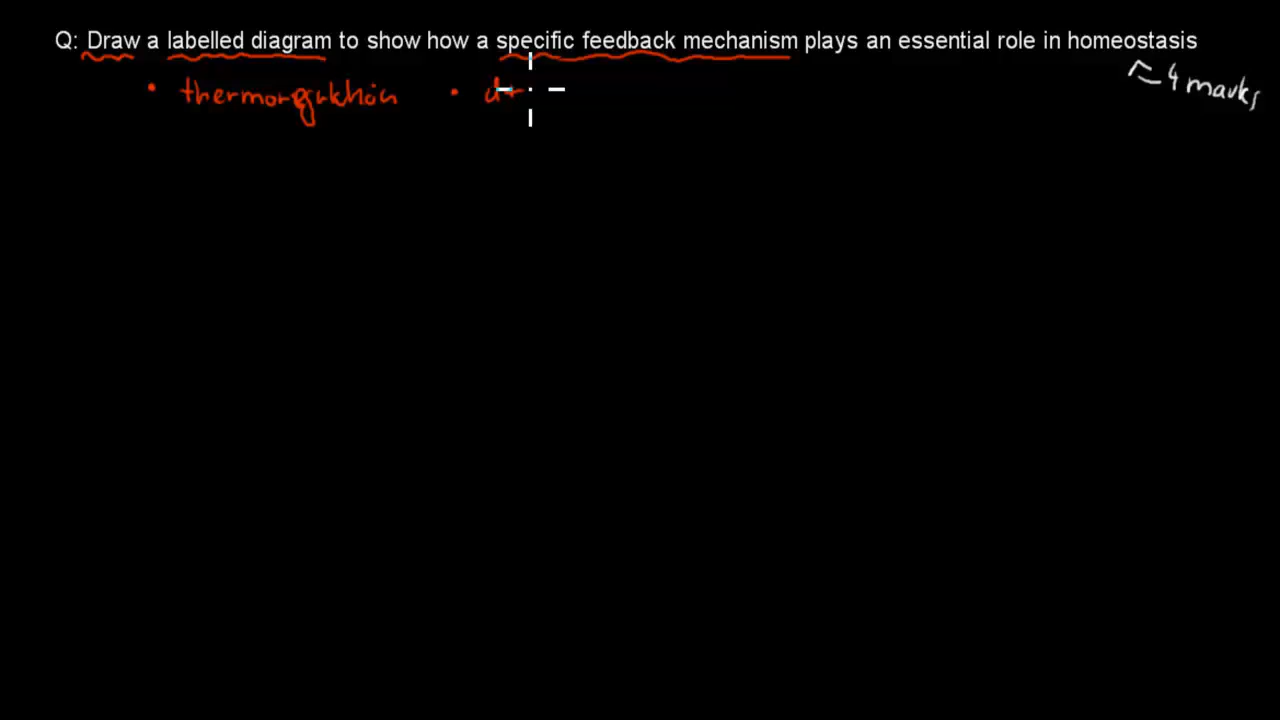 Q: Draw a labelled diagram to show how a specific feedback mechanism plays an essential role in homeostasis
≈ 4 marks
• thermoregulation •